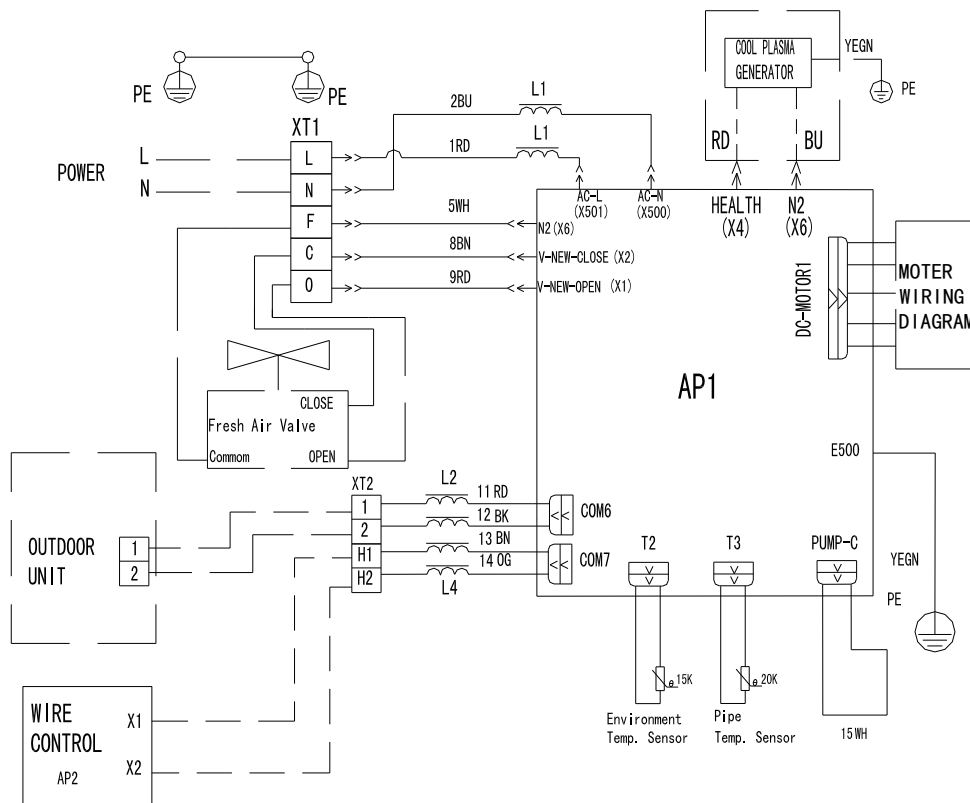 COOL PLASMA
GENERATOR
YEGN
PE
PE
PE
RD
BU
XT1
2BU
L1
POWER
L
L
1RD
L1
N
N
AC-L
(X501)
AC-N
(X500)
HEALTH
(X4)
N2
(X6)
F
5WH
N2(X6)
C
8BN
V-NEW-CLOSE (X2)
O
9RD
V-NEW-OPEN (X1)
DC-MOTOR1
MOTER
WIRING
DIAGRAM
AP1
CLOSE
Fresh Air Valve
Commom
OPEN
E500
XT2
L2
11 RD
1
12 BK
COM6
2
13 BN
H1
14 OG
COM7
H2
L4
OUTDOOR
UNIT
1
2
T2
T3
PUMP-C
YEGN
PE
θ 15K
θ 20K
Environment
Temp. Sensor
Pipe
Temp. Sensor
15 WH
WIRE
CONTROL
AP2
X1
X2